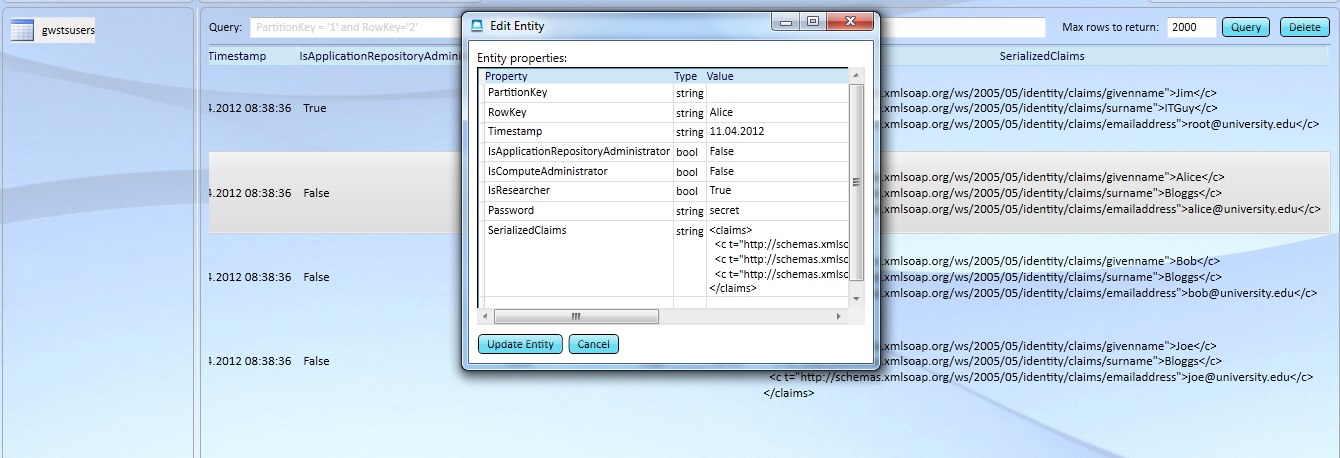 gwstsusers
Query: PartitionKey = '1' and RowKey='2'
Max rows to return: 2000 Query Delete
Timestamp IsApplicationRepositoryAdmini SerializedClaims
4.2012 08:38:36 True
.xmlsoap.org/ws/2005/05/identity/claims/givenname">Jim</c>
.xmlsoap.org/ws/2005/05/identity/claims/surname">ITGuy</c>
.xmlsoap.org/ws/2005/05/identity/claims/emailaddress">root@university.edu</c>
4.2012 08:38:36 False
.xmlsoap.org/ws/2005/05/identity/claims/givenname">Alice</c>
.xmlsoap.org/ws/2005/05/identity/claims/surname">Bloggs</c>
.xmlsoap.org/ws/2005/05/identity/claims/emailaddress">alice@university.edu</c>
4.2012 08:38:36 False
.xmlsoap.org/ws/2005/05/identity/claims/givenname">Bob</c>
.xmlsoap.org/ws/2005/05/identity/claims/surname">Bloggs</c>
.xmlsoap.org/ws/2005/05/identity/claims/emailaddress">bob@university.edu</c>
4.2012 08:38:36 False
.xmlsoap.org/ws/2005/05/identity/claims/givenname">Joe</c>
.xmlsoap.org/ws/2005/05/identity/claims/surname">Bloggs</c>
<c t="http://schemas.xmlsoap.org/ws/2005/05/identity/claims/emailaddress">joe@university.edu</c>
</claims>
Edit Entity
Entity properties:
Property Type Value
PartitionKey string
RowKey string Alice
Timestamp string 11.04.2012
IsApplicationRepositoryAdministrator bool False
IsComputeAdministrator bool False
IsResearcher bool True
Password string secret
SerializedClaims string <claims>
<c t="http://schemas.xmlso
<c t="http://schemas.xmlso
<c t="http://schemas.xmlso
</claims>
Update Entity Cancel